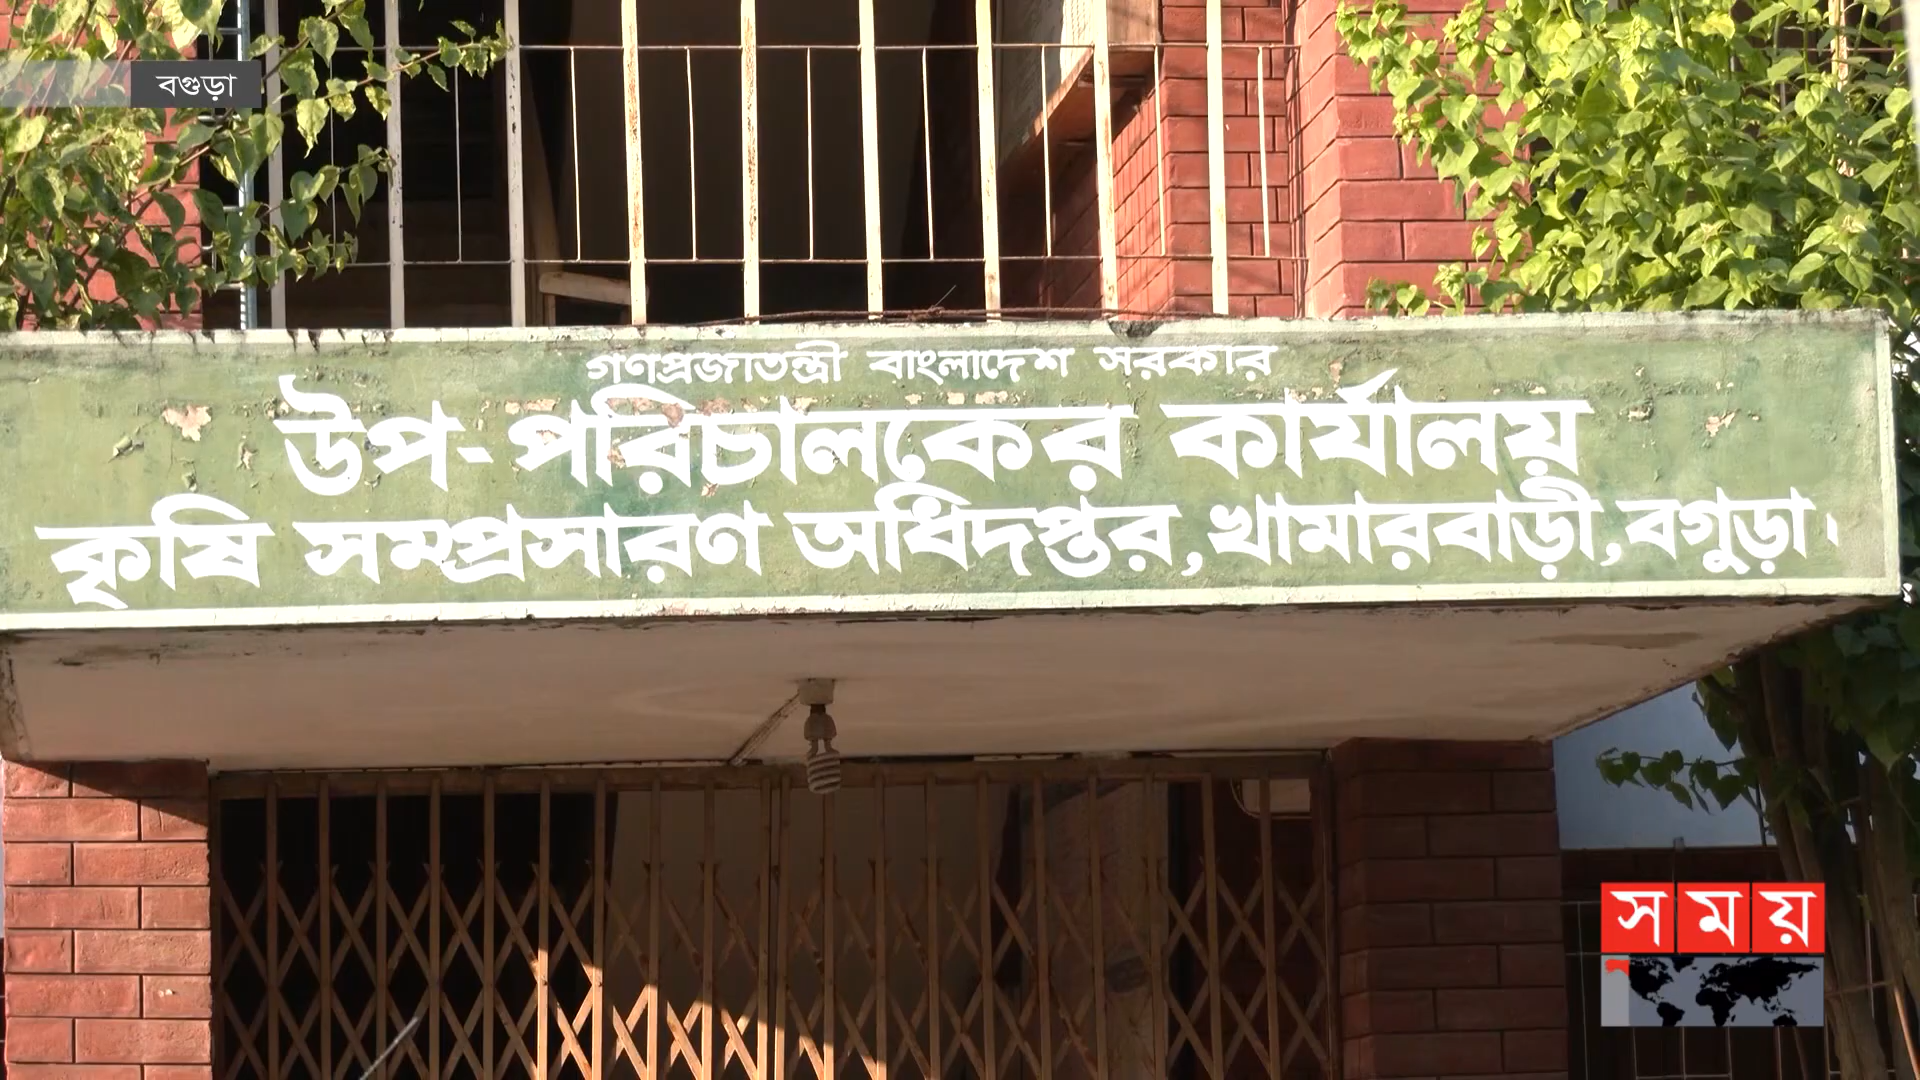 বগুড়া
গণপ্রজাতন্ত্রী বাংলাদেশ সরকার
উপ-পরিচালকের কার্যালয়
কৃষি সম্প্রসারণ অধিদপ্তর, খামারবাড়ী, বগুড়া।
সময়